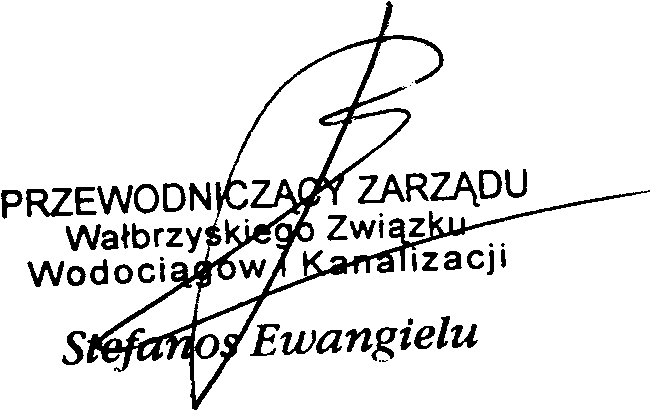 PRZEWODNICZĄCY ZARZĄDU
Wałbrzyskiego Związku
Wodociągów i Kanalizacji
Stefanos Ewangielu